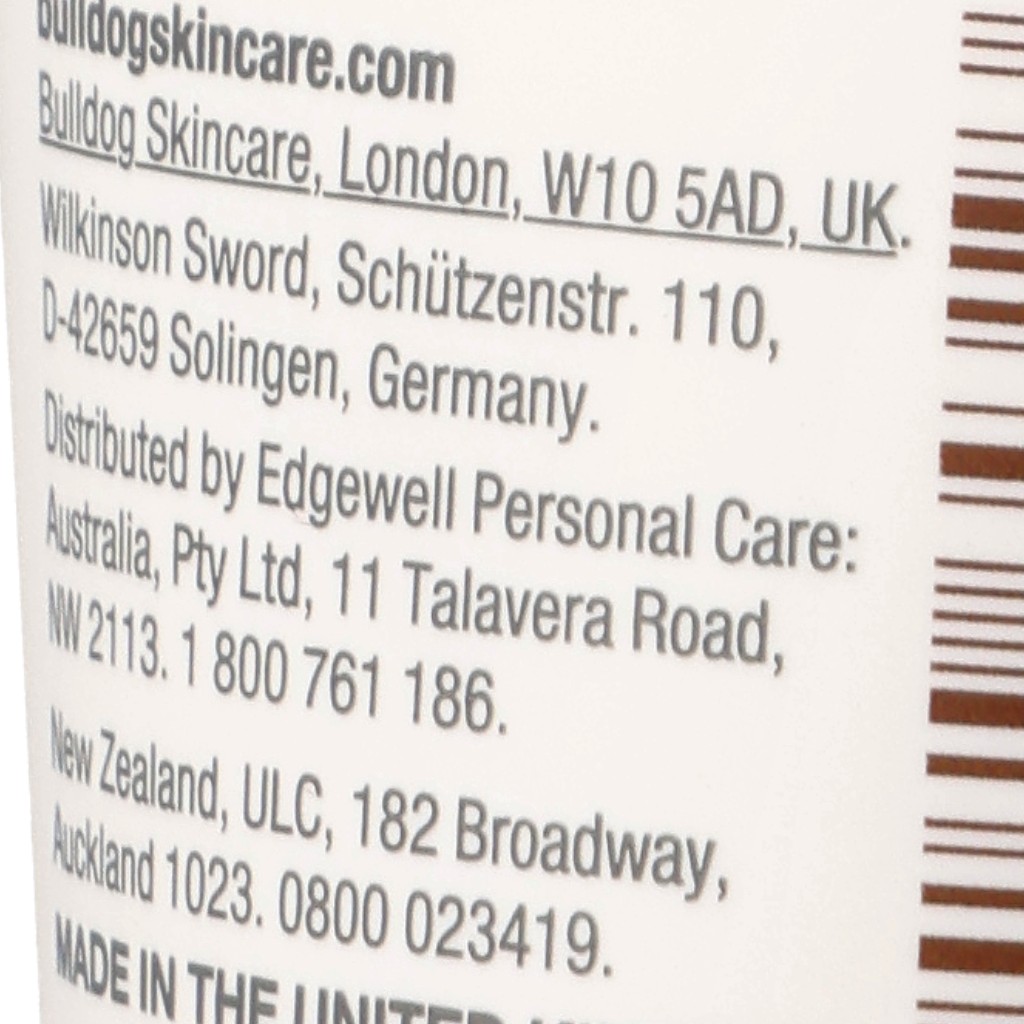 bulldogskincare.com
Bulldog Skincare, London, W10 5AD, UK.
Wilkinson Sword, Schützenstr. 110,
D-42659 Solingen, Germany.
Distributed by Edgewell Personal Care:
Australia, Pty Ltd, 11 Talavera Road,
NW 2113. 1 800 761 186.
New Zealand, ULC, 182 Broadway,
Auckland 1023. 0800 023419.
MADE IN THE UNITED